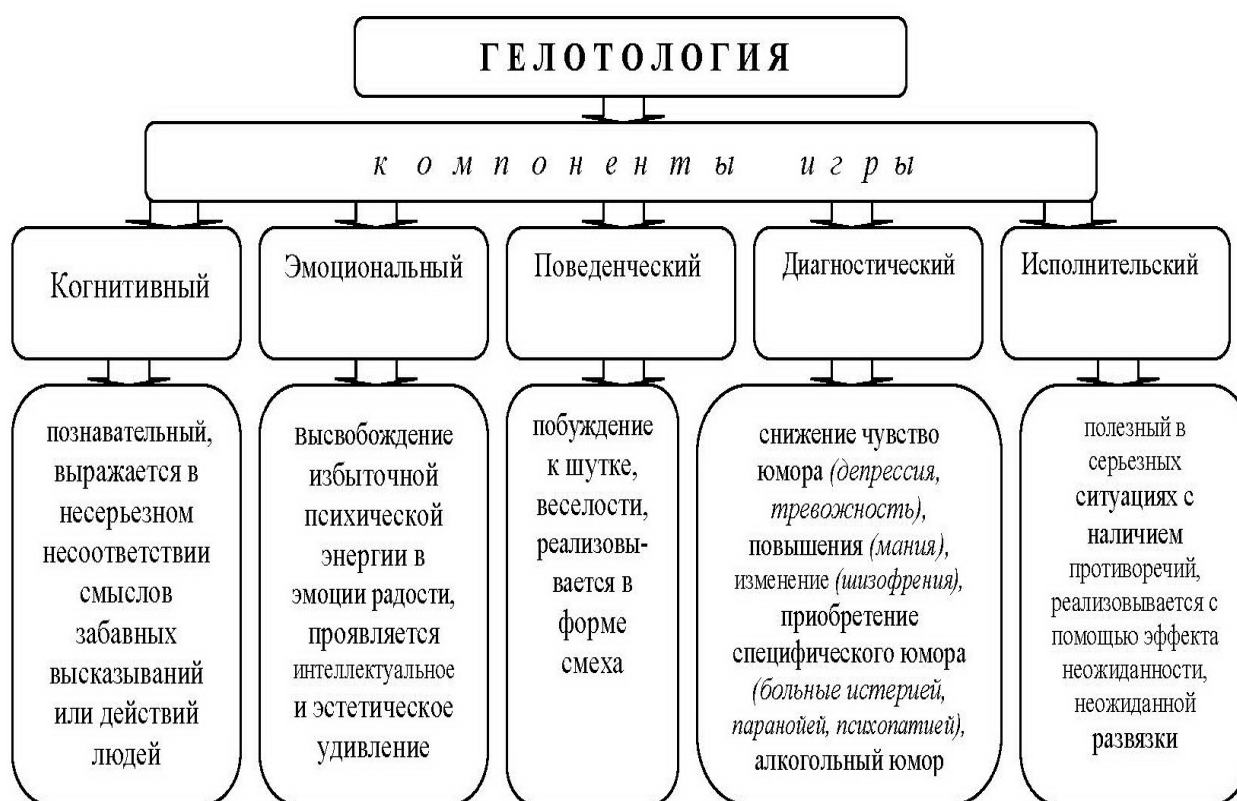 ГЕЛОТОЛОГИЯ
компоненты игры
Когнитивный
Эмоциональный
Поведенческий
Диагностический
Исполнительский
познавательный,
выражается в
несерьезном
несоответствии
смыслов
забавных
высказываний
или действий
людей
высвобождение
избыточной
психической
энергии в
эмоции радости,
проявляется
интеллектуальное
и эстетическое
удивление
побуждение
к шутке,
веселости,
реализовы-
вается в
форме
смеха
снижение чувство
юмора (депрессия,
тревожность),
повышения (мания),
изменение (шизофрения),
приобретение
специфического юмора
(больные истерией,
паранойей, психопатией),
алкогольный юмор
полезный в
серьезных
ситуациях с
наличием
противоречий,
реализовывается с
помощью эффекта
неожиданности,
неожиданной
развязки